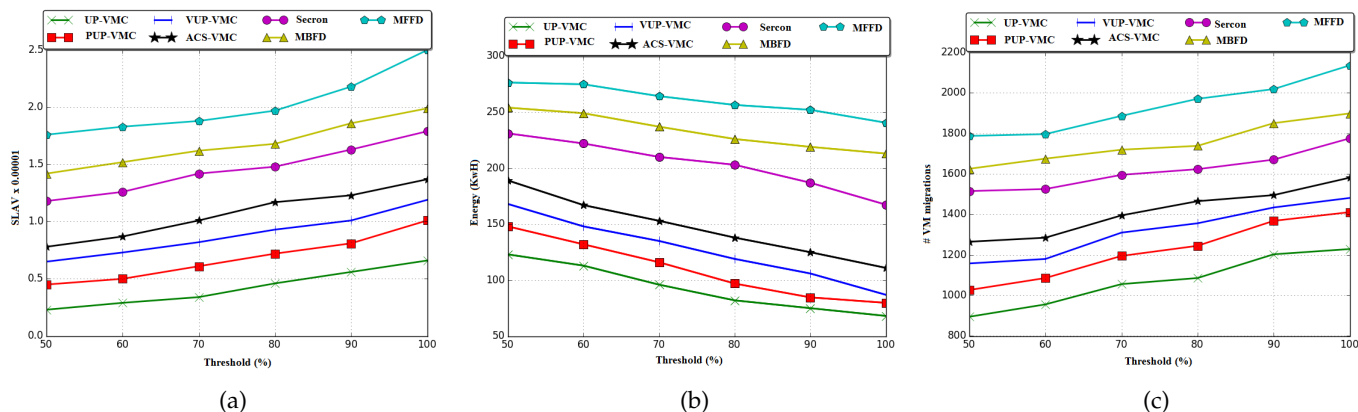 UP-VMC VUP-VMC Sercon MFFD
PUP-VMC ACS-VMC MBFD
2.5
2.0
1.5
1.0
0.5
0.0
SLAV x 0.00001
50 60 70 80 90 100
Threshold (%)
(a)
UP-VMC VUP-VMC Sercon MFFD
PUP-VMC ACS-VMC MBFD
300
250
200
150
100
50
Energy (KwH)
50 60 70 80 90 100
Threshold (%)
(b)
UP-VMC VUP-VMC Sercon MFFD
PUP-VMC ACS-VMC MBFD
2200
2000
1800
1600
1400
1200
1000
800
# VM migrations
50 60 70 80 90 100
Threshold (%)
(c)